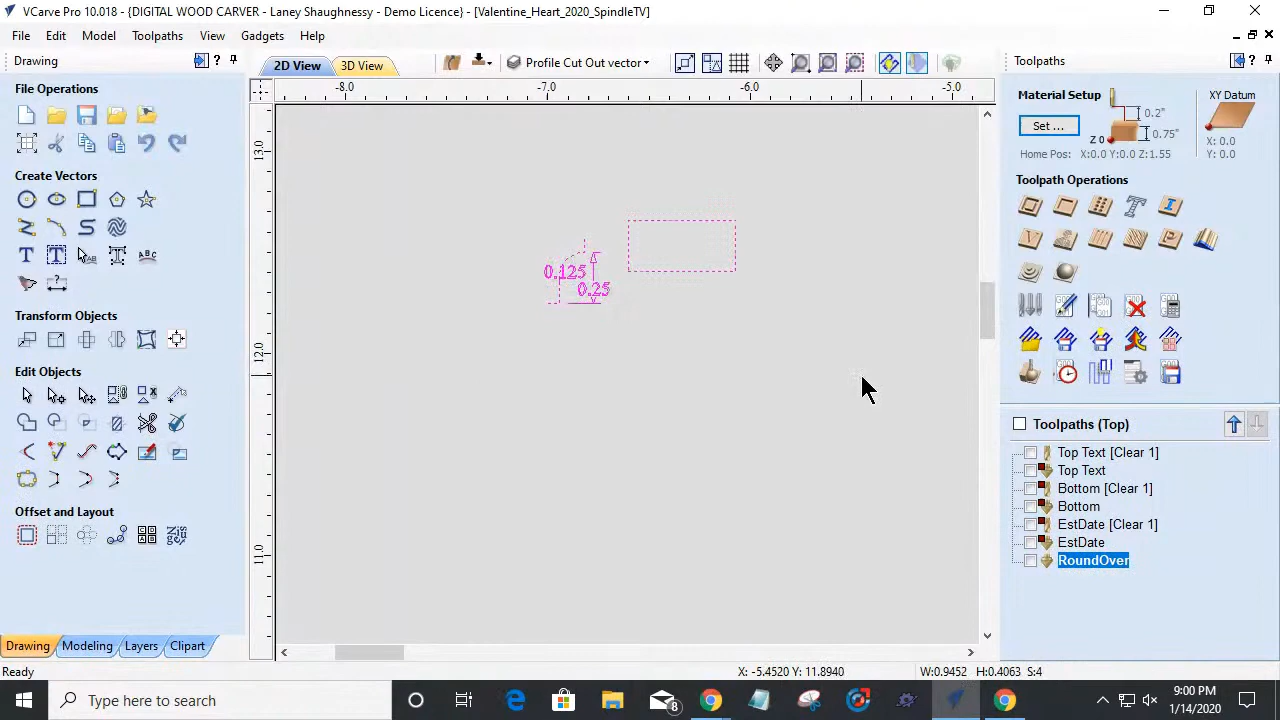 VCarve Pro 10.018 - {DIGITAL WOOD CARVER - Laney Shaughnessy - Demo Licence} - [Valentine_Heart_2020_SpindleTV]
File Edit Model Toolpaths View Gadgets Help
Drawing
File Operations
Create Vectors
Transform Objects
Edit Objects
Offset and Layout
Drawing Modeling Layers Clipart
2D View 3D View Profile Cut Out vector
-8.0 -7.0 -6.0 -5.0
13.0
12.0
11.0
0.125
0.25
Toolpaths
Material Setup
Set ...
Z 0
0.2"
0.75"
XY Datum
X: 0.0
Y: 0.0
Home Pos: X:0.0 Y:0.0 Z:1.55
Toolpath Operations
Toolpaths (Top)
Top Text [Clear 1]
Top Text
Bottom [Clear 1]
Bottom
EstDate [Clear 1]
EstDate
RoundOver
Ready X: -5.4520 Y: 11.8940 W:0.9452 H:0.4063 S:4
Type here to search
8
9:00 PM
1/14/2020